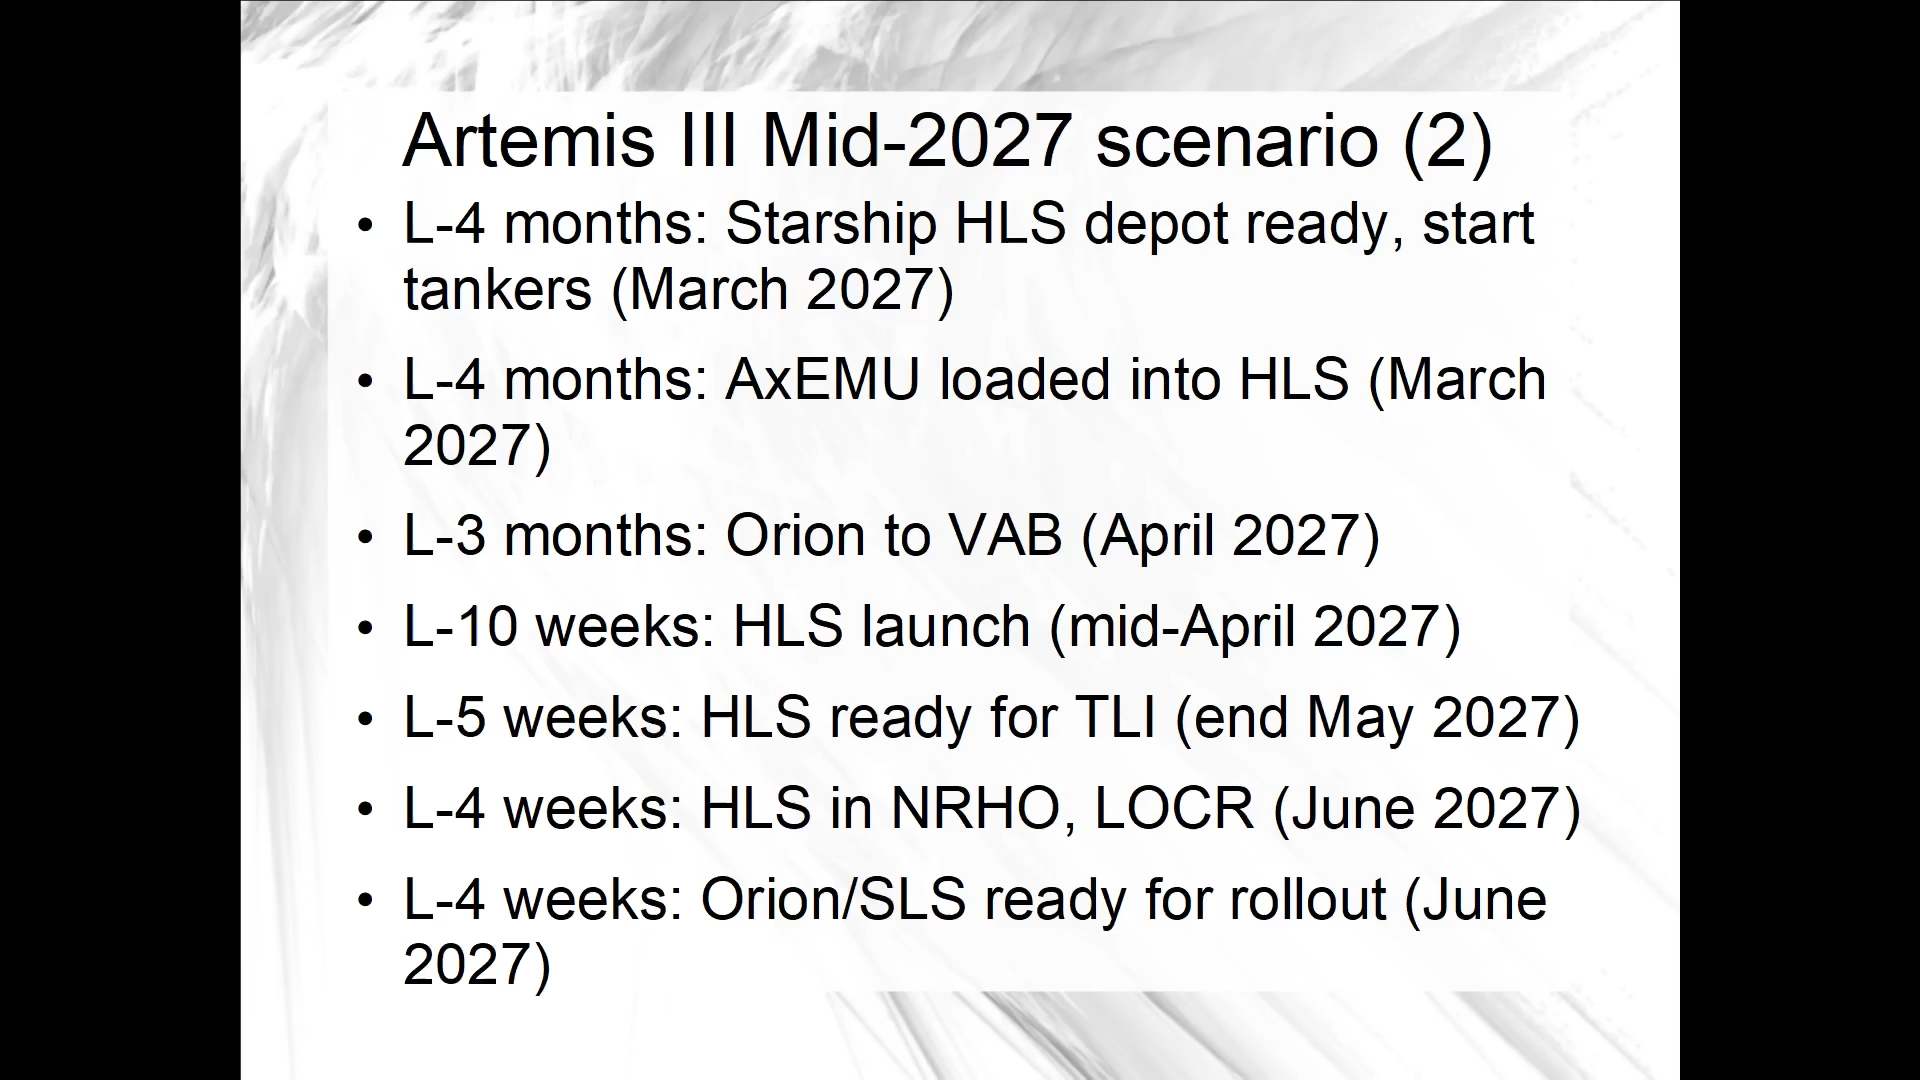 Artemis III Mid-2027 scenario (2)
• L-4 months: Starship HLS depot ready, start
tankers (March 2027)
• L-4 months: AxEMU loaded into HLS (March
2027)
• L-3 months: Orion to VAB (April 2027)
• L-10 weeks: HLS launch (mid-April 2027)
• L-5 weeks: HLS ready for TLI (end May 2027)
• L-4 weeks: HLS in NRHO, LOCR (June 2027)
• L-4 weeks: Orion/SLS ready for rollout (June
2027)